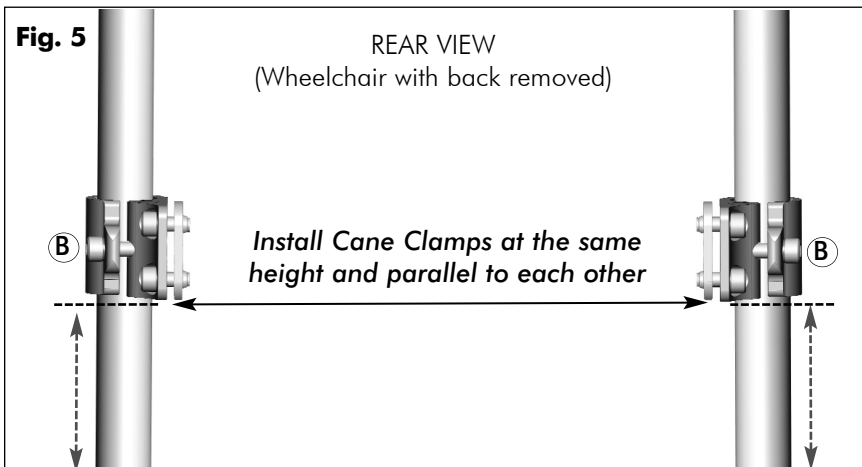 Fig. 5
REAR VIEW
(Wheelchair with back removed)
B
Install Cane Clamps at the same
height and parallel to each other
B